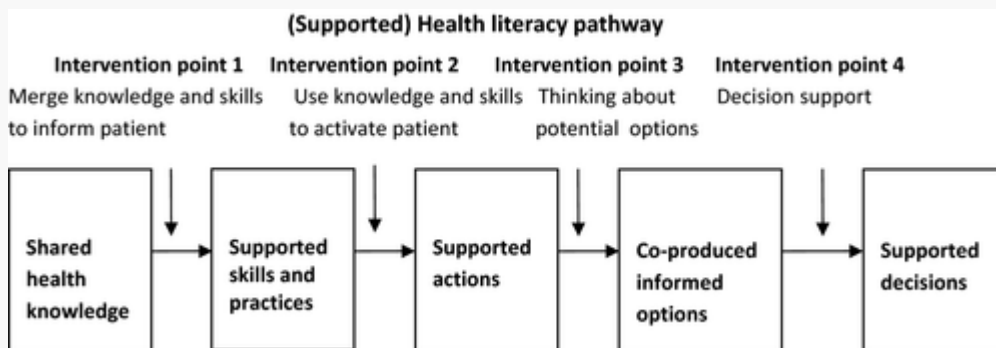 (Supported) Health literacy pathway
Intervention point 1
Merge knowledge and skills
to inform patient
Intervention point 2
Use knowledge and skills
to activate patient
Intervention point 3
Thinking about
potential options
Intervention point 4
Decision support
Shared
health
knowledge
Supported
skills and
practices
Supported
actions
Co-produced
informed
options
Supported
decisions